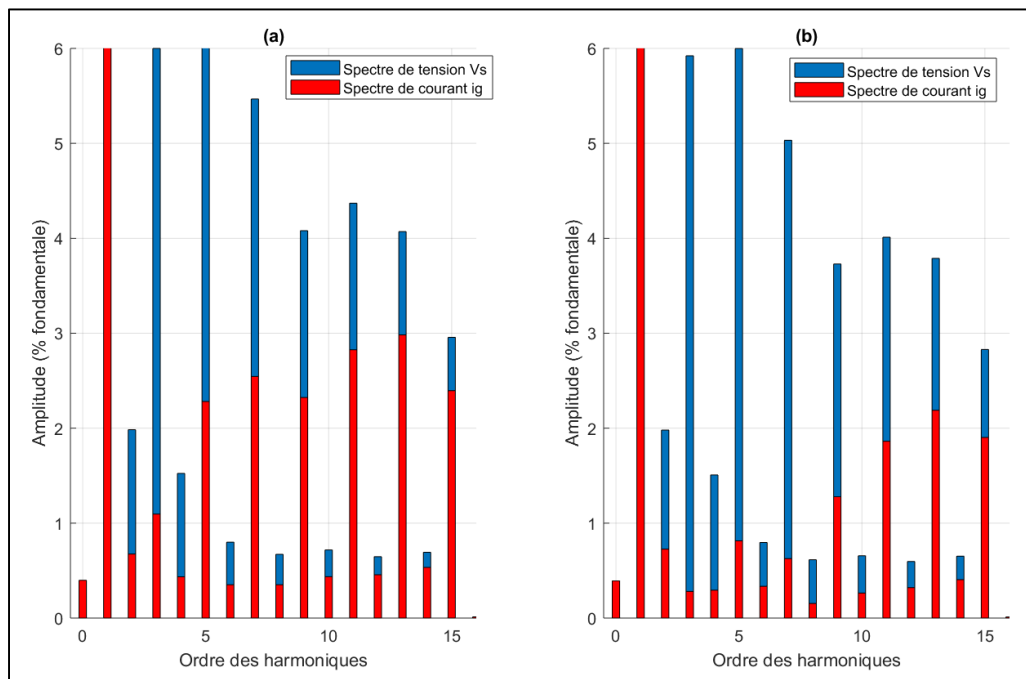 (a)
Spectre de tension Vs
Spectre de courant ig
Amplitude (% fondamentale)
6
5
4
3
2
1
0
0 5 10 15
Ordre des harmoniques
(b)
Spectre de tension Vs
Spectre de courant ig
Amplitude (% fondamentale)
6
5
4
3
2
1
0
0 5 10 15
Ordre des harmoniques